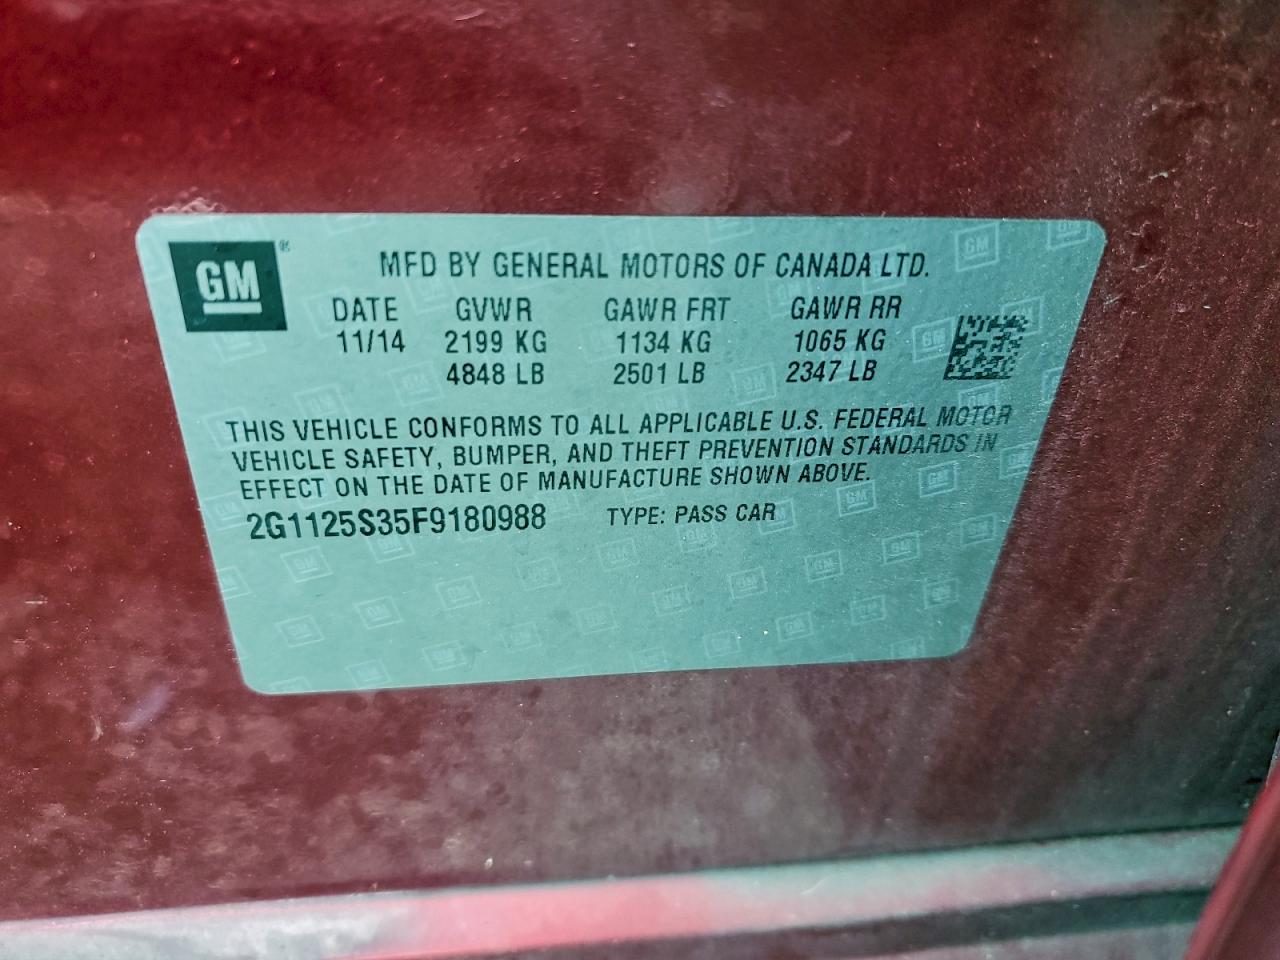 GM ®
MFD BY GENERAL MOTORS OF CANADA LTD.
DATE GVWR GAWR FRT GAWR RR
11/14 2199 KG 1134 KG 1065 KG
4848 LB 2501 LB 2347 LB
THIS VEHICLE CONFORMS TO ALL APPLICABLE U.S. FEDERAL MOTOR
VEHICLE SAFETY, BUMPER, AND THEFT PREVENTION STANDARDS IN
EFFECT ON THE DATE OF MANUFACTURE SHOWN ABOVE.
2G1125S35F9180988 TYPE: PASS CAR